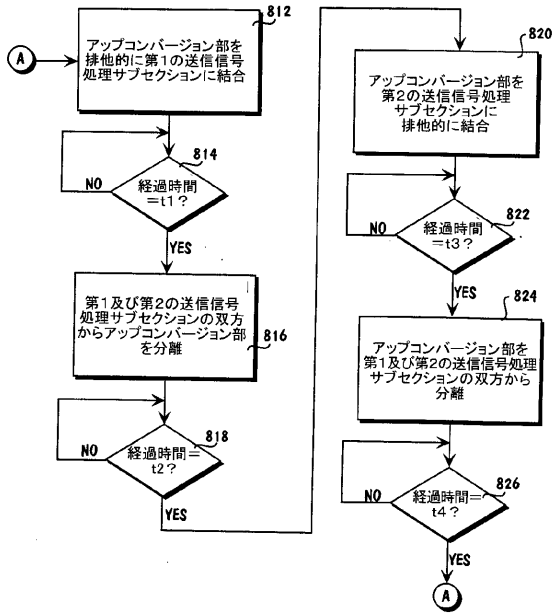 A
812
アップコンバージョン部を
排他的に第1の送信信号
処理サブセクションに結合
814
経過時間
=t1?
NO
YES
第1及び第2の送信信号
処理サブセクションの双方
からアップコンバージョン部
を分離
816
818
経過時間=
t2?
NO
YES
820
アップコンバージョン部を
第2の送信信号処理
サブセクションに
排他的に結合
822
経過時間
=t3?
NO
YES
824
アップコンバージョン部を
第1及び第2の送信信号処理
サブセクションの双方から
分離
826
経過時間=
t4?
NO
YES
A